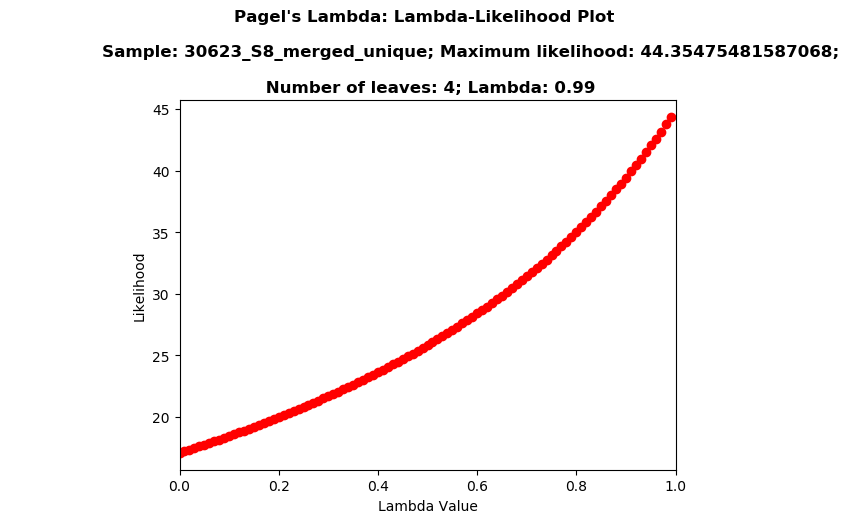 Pagel's Lambda: Lambda-Likelihood Plot
Sample: 30623_S8_merged_unique; Maximum likelihood: 44.35475481587068;
Number of leaves: 4; Lambda: 0.99
45
40
35
30
25
20
Likelihood
0.0 0.2 0.4 0.6 0.8 1.0
Lambda Value